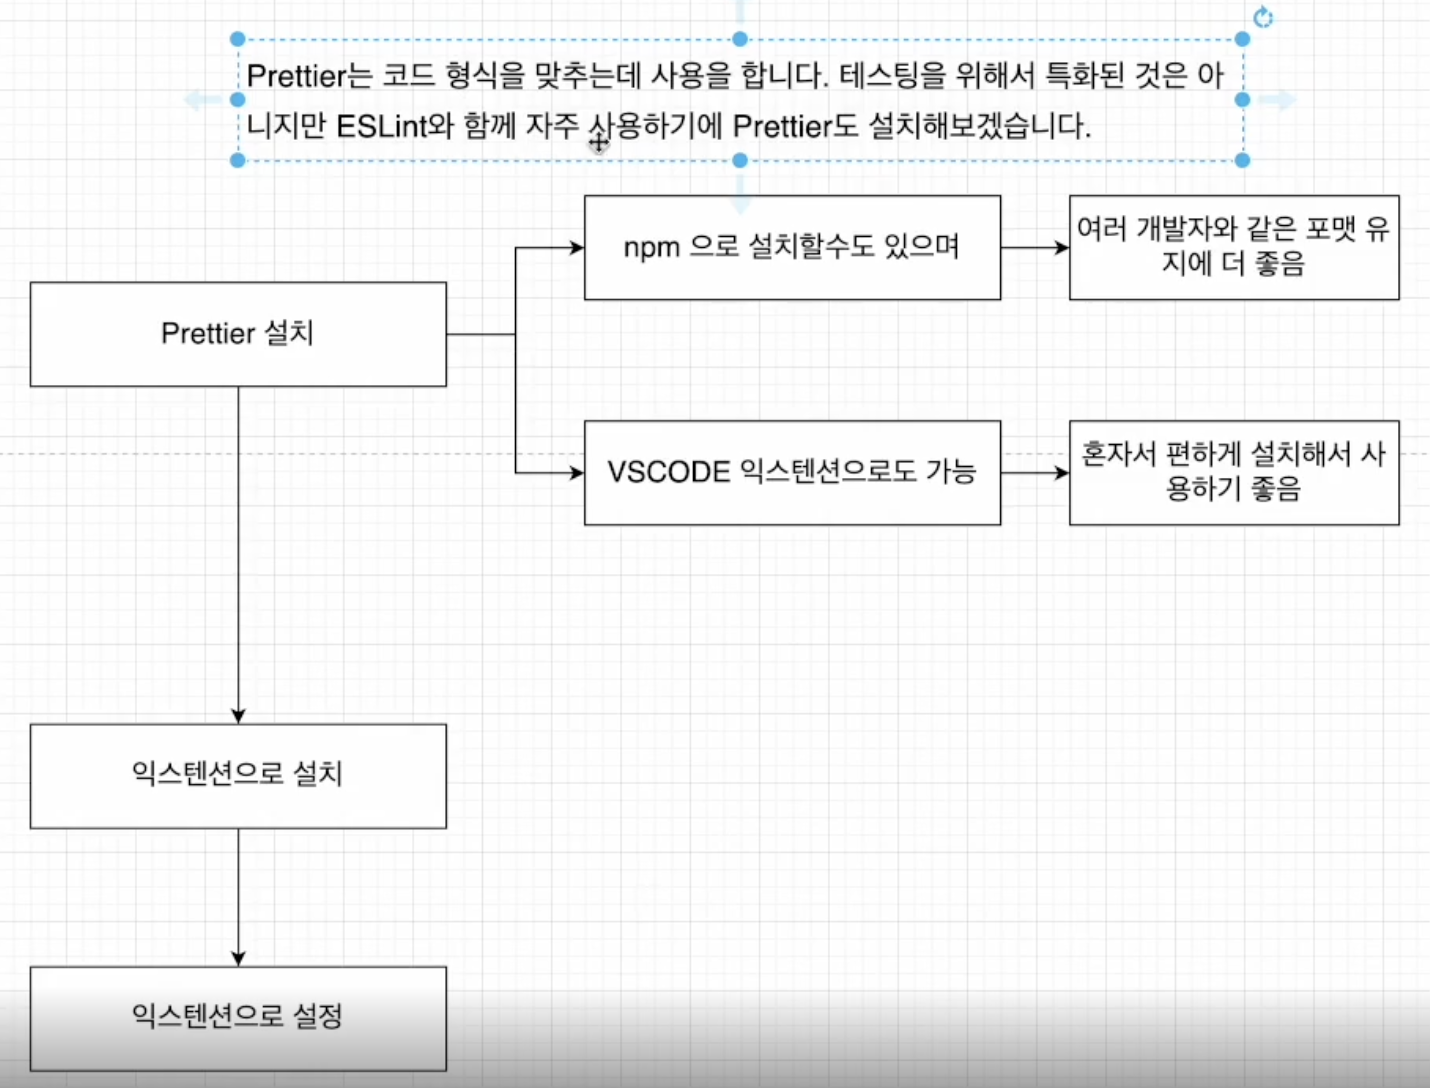 Prettier는 코드 형식을 맞추는데 사용을 합니다. 테스팅을 위해서 특화된 것은 아
니지만 ESLint와 함께 자주 사용하기에 Prettier도 설치해보겠습니다.
npm 으로 설치할수도 있으며
여러 개발자와 같은 포맷 유
지에 더 좋음
Prettier 설치
VSCODE 익스텐션으로도 가능
혼자서 편하게 설치해서 사
용하기 좋음
익스텐션으로 설치
익스텐션으로 설정